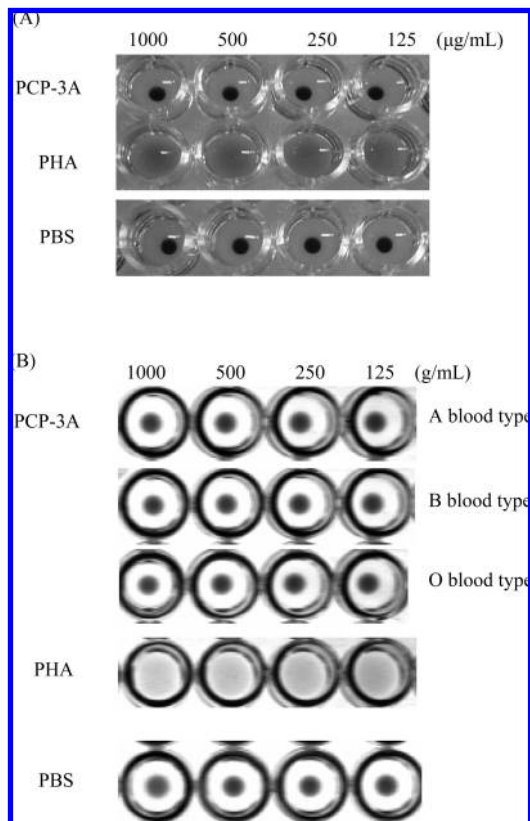 (A)
1000 500 250 125 (μg/mL)
PCP-3A
PHA
PBS
(B)
1000 500 250 125 (g/mL)
PCP-3A A blood type
B blood type
O blood type
PHA
PBS